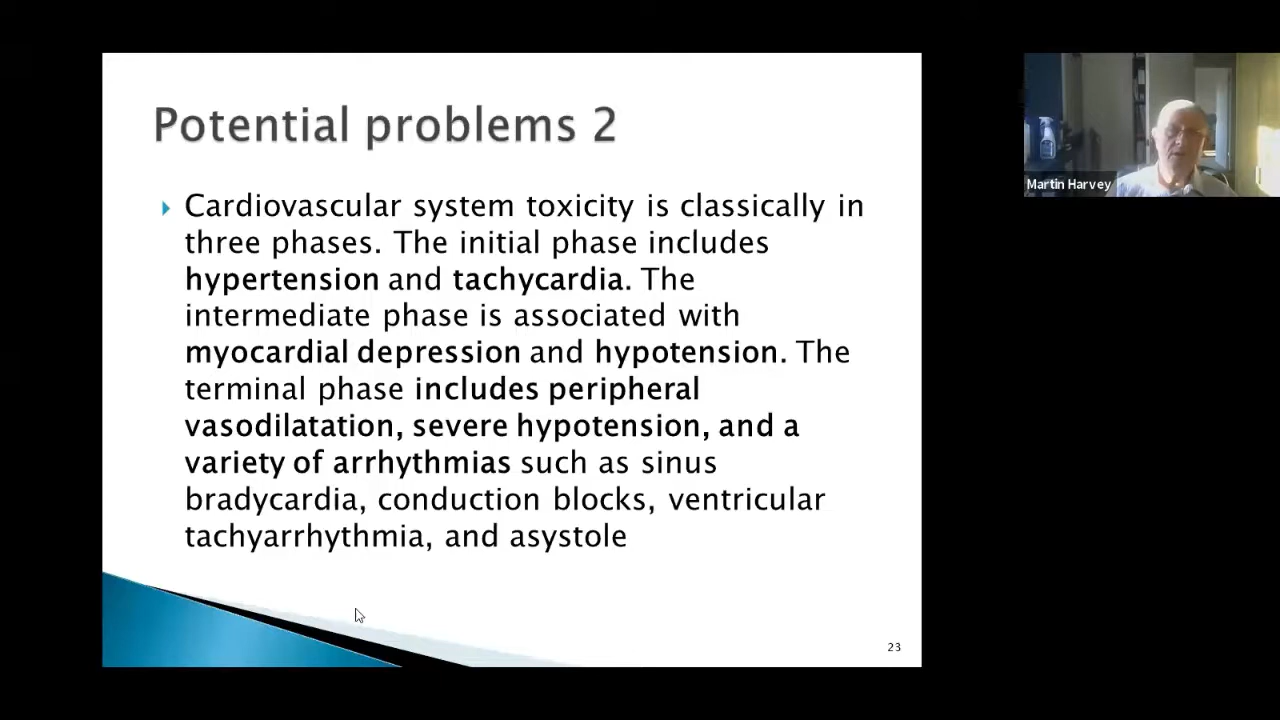 Potential problems 2
Cardiovascular system toxicity is classically in
three phases. The initial phase includes
hypertension and tachycardia. The
intermediate phase is associated with
myocardial depression and hypotension. The
terminal phase includes peripheral
vasodilatation, severe hypotension, and a
variety of arrhythmias such as sinus
bradycardia, conduction blocks, ventricular
tachyarrhythmia, and asystole
23
Martin Harvey